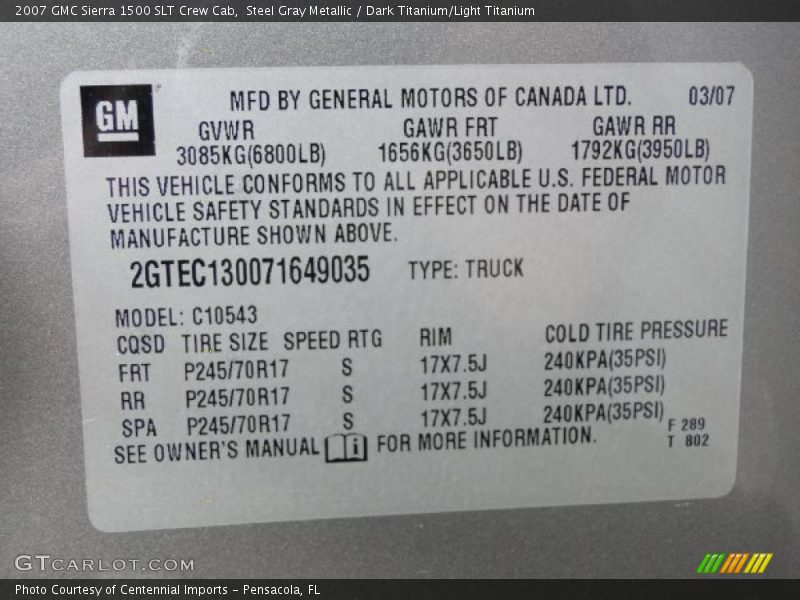 2007 GMC Sierra 1500 SLT Crew Cab, Steel Gray Metallic / Dark Titanium/Light Titanium
GM
MFD BY GENERAL MOTORS OF CANADA LTD. 03/07
GVWR GAWR FRT GAWR RR
3085KG(6800LB) 1656KG(3650LB) 1792KG(3950LB)
THIS VEHICLE CONFORMS TO ALL APPLICABLE U.S. FEDERAL MOTOR
VEHICLE SAFETY STANDARDS IN EFFECT ON THE DATE OF
MANUFACTURE SHOWN ABOVE.
2GTEC130071649035 TYPE: TRUCK
MODEL: C10543
CQSD TIRE SIZE SPEED RTG RIM COLD TIRE PRESSURE
FRT P245/70R17 S 17X7.5J 240KPA(35PSI)
RR P245/70R17 S 17X7.5J 240KPA(35PSI)
SPA P245/70R17 S 17X7.5J 240KPA(35PSI)
SEE OWNER'S MANUAL i FOR MORE INFORMATION.
F 289
T 802
GTCARLOT.COM
Photo Courtesy of Centennial Imports - Pensacola, FL